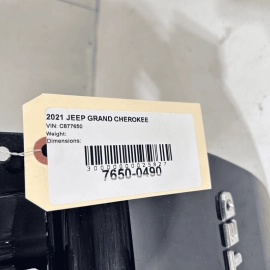 2021 JEEP GRAND CHEROKEE
VIN: C877650
Weight:
Dimensions:
7650-0490